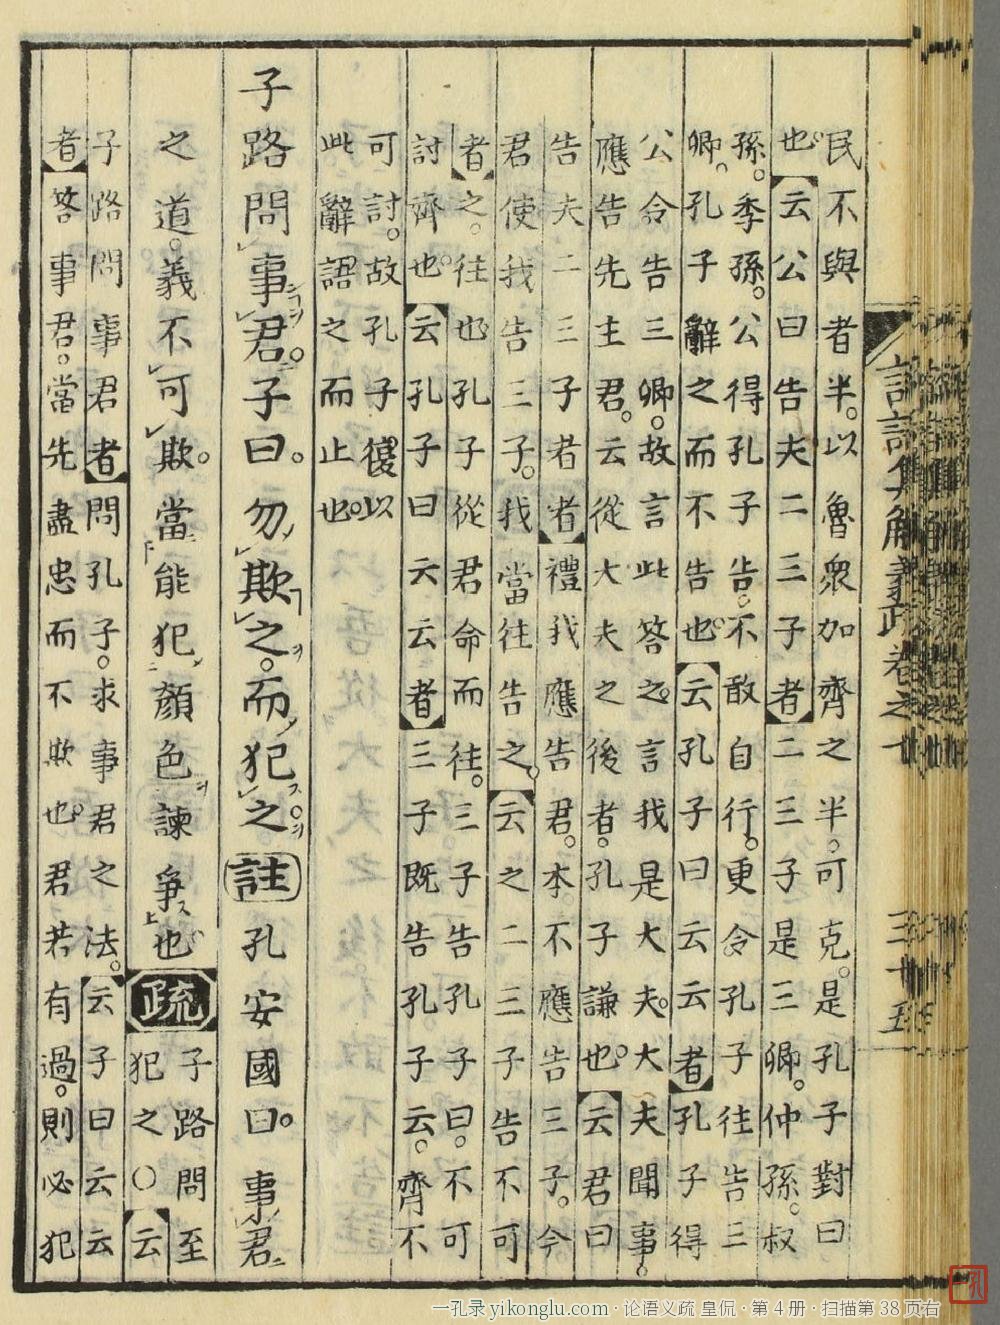 民不與者半。以魯衆加齊之半。可克。是孔子對曰
也。云公曰告夫二三子者二三子是三卿。仲孫。叔
孫。季孫。公得孔子告。不敢自行。更令孔子往告三
卿。孔子辭之而不告也。云孔子曰云云者孔子得
公令告三卿。故言此答之。言我是大夫。大夫聞事。
應告先主君。云從大夫之後者。孔子謙也。云君曰
告夫二三子者者禮我應告君。本不應告三子。今
君使我告三子。我當往告之。云之二三子告不可
者之。往也孔子從君命而往。三子告孔子曰。不可
討齊也。云孔子曰云云者三子既告孔子云。齊不
可討。故孔子復以
此辭語之而止也。
子路問事君。子曰。勿欺之。而犯之。註孔安國曰。事君
之道。義不可欺。當能犯顏色諫爭也。疏子路問至
犯之○云
子路問事君者問孔子。求事君之法。云子曰云云
者答事君。當先盡忠而不欺也。君若有過。則必犯
論語集解義疏卷之七
三十五
一孔录 yikonglu.com · 论语义疏 皇侃 · 第 4 册 · 扫描第 38 页右